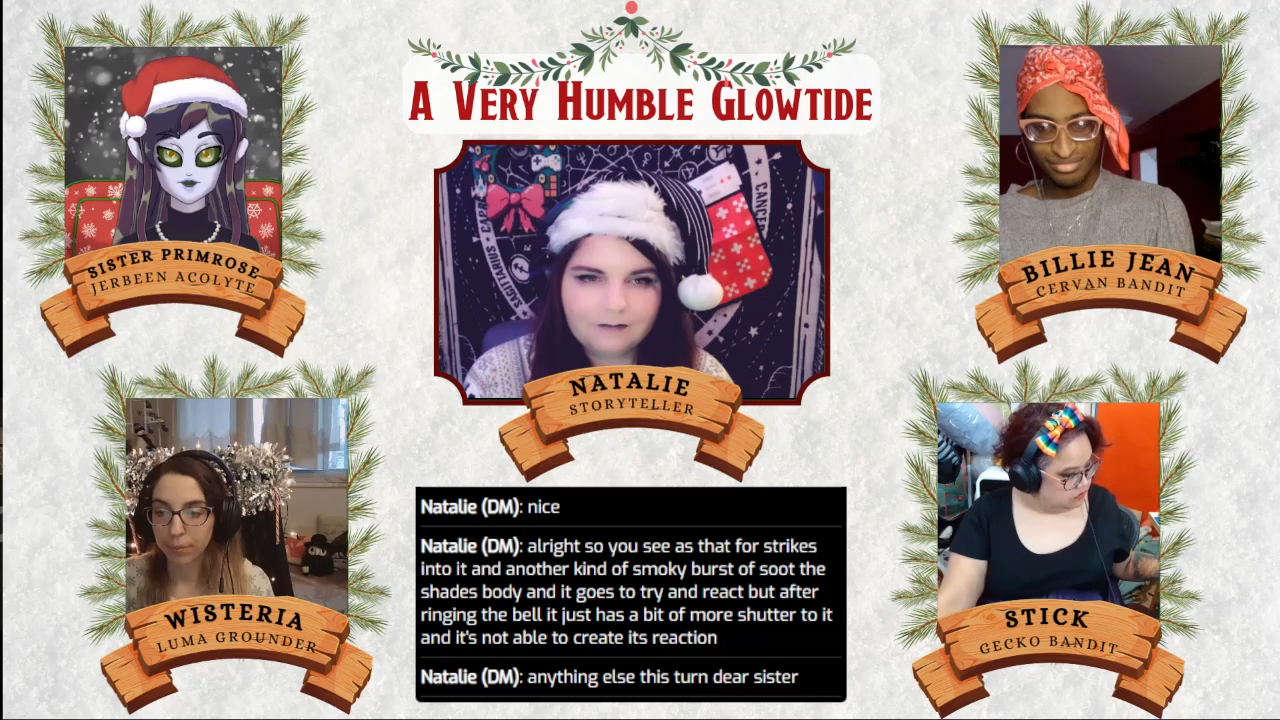 A VERY HUMBLE GLOWTIDE
SISTER PRIMROSE
JERBEEN ACOLYTE
BILLIE JEAN
CERVAN BANDIT
CANCER
SAGITTARIUS
NATALIE
STORYTELLER
WISTERIA
LUMA GROUNDER
STICK
GECKO BANDIT
Natalie (DM): nice
Natalie (DM): alright so you see as that for strikes
into it and another kind of smoky burst of soot the
shades body and it goes to try and react but after
ringing the bell it just has a bit of more shutter to it
and it's not able to create its reaction
Natalie (DM): anything else this turn dear sister